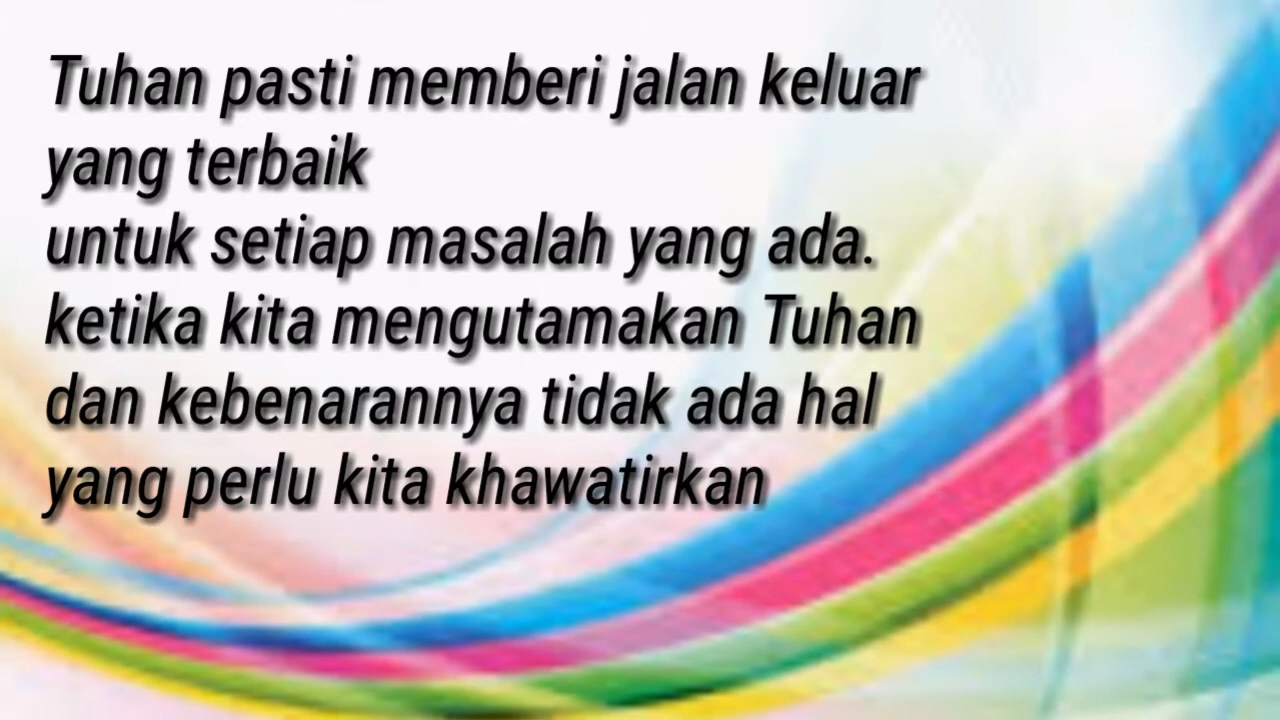 Tuhan pasti memberi jalan keluar
yang terbaik
untuk setiap masalah yang ada.
ketika kita mengutamakan Tuhan
dan kebenarannya tidak ada hal
yang perlu kita khawatirkan